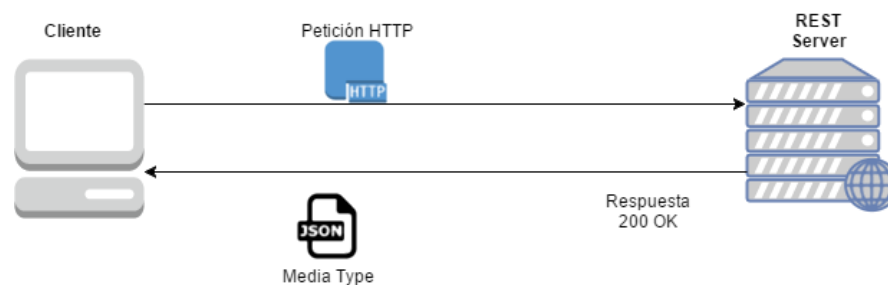 Cliente
Petición HTTP
REST
Server
HTTP
Respuesta
200 OK
JSON
Media Type